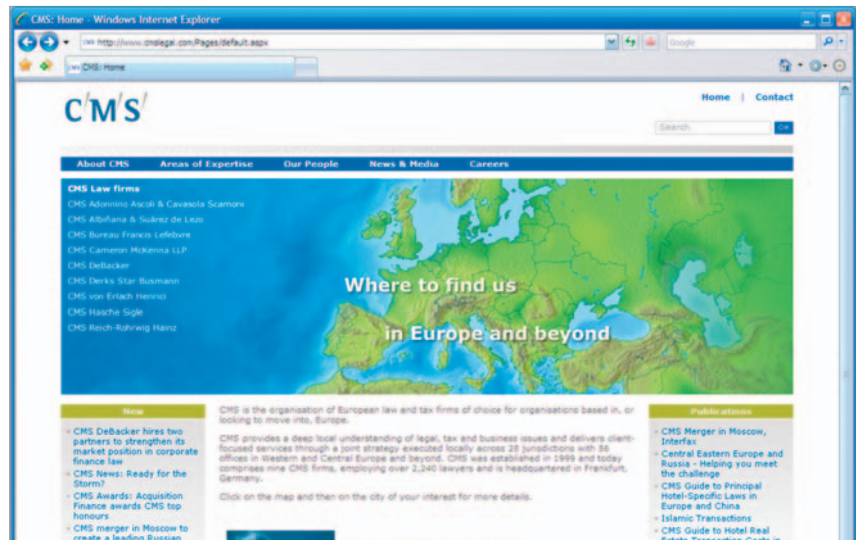 CMS: Home - Windows Internet Explorer
http://www.cmslegal.com/Pages/default.aspx
Google
CMS: Home
C'M'S'
Home | Contact
Search
About CMS Areas of Expertise Our People News & Media Careers
CMS Law firms
CMS Adonnino Ascoli & Cavasola Scamoni
CMS Albiñana & Suárez de Lezo
CMS Bureau Francis Lefebvre
CMS Cameron McKenna LLP
CMS DeBacker
CMS Derks Star Busmann
CMS von Erlach Henrici
CMS Hasche Sigle
CMS Reich-Rohrwig Hainz
Where to find us
in Europe and beyond
New
CMS DeBacker hires two
partners to strengthen its
market position in corporate
finance law
CMS News: Ready for the
Storm?
CMS Awards: Acquisition
Finance awards CMS top
honours
CMS merger in Moscow to
create a leading Russian
CMS is the organisation of European law and tax firms of choice for organisations based in, or
looking to move into, Europe.
CMS provides a deep local understanding of legal, tax and business issues and delivers client-
focused services through a joint strategy executed locally across 28 jurisdictions with 56
offices in Western and Central Europe and beyond. CMS was established in 1999 and today
comprises nine CMS firms, employing over 2,240 lawyers and is headquartered in Frankfurt,
Germany.
Click on the map and then on the city of your interest for more details.
Publications
CMS Merger in Moscow,
Interfax
Central Eastern Europe and
Russia - Helping you meet
the challenge
CMS Guide to Principal
Hotel-Specific Laws in
Europe and China
Islamic Transactions
CMS Guide to Hotel Real
Estate Transaction Costs in